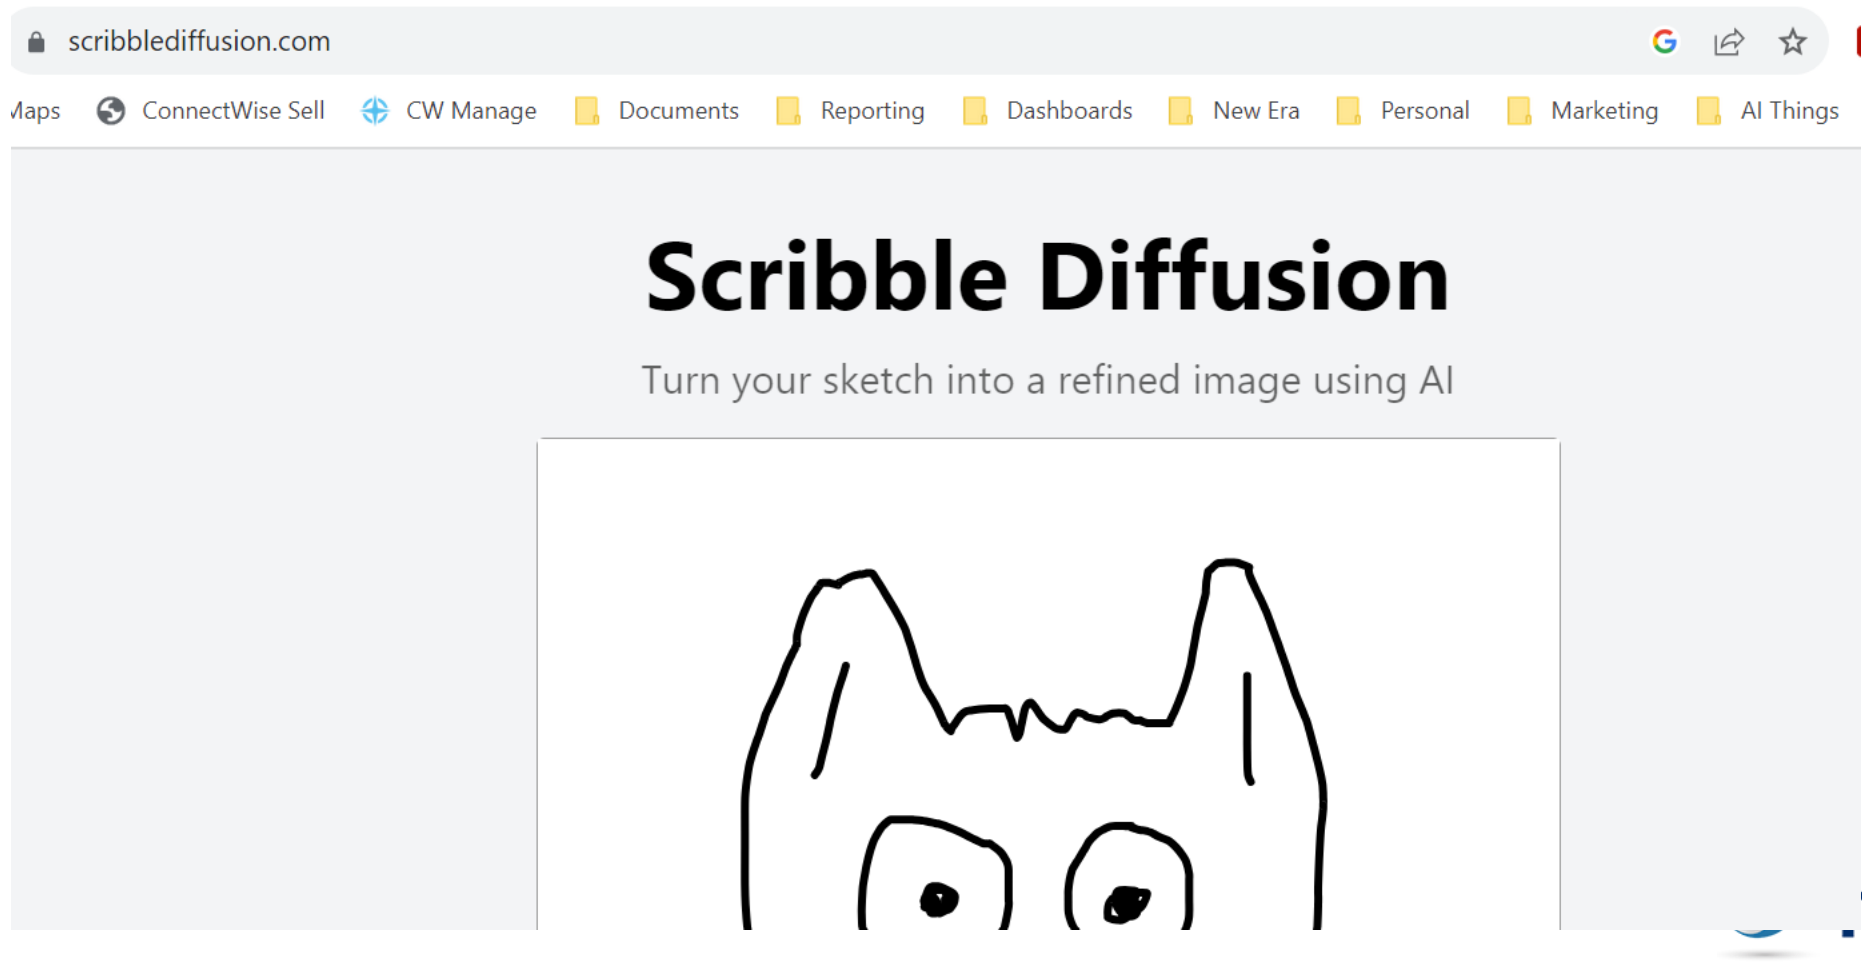 scribblediffusion.com
Maps ConnectWise Sell CW Manage Documents Reporting Dashboards New Era Personal Marketing AI Things
Scribble Diffusion
Turn your sketch into a refined image using AI